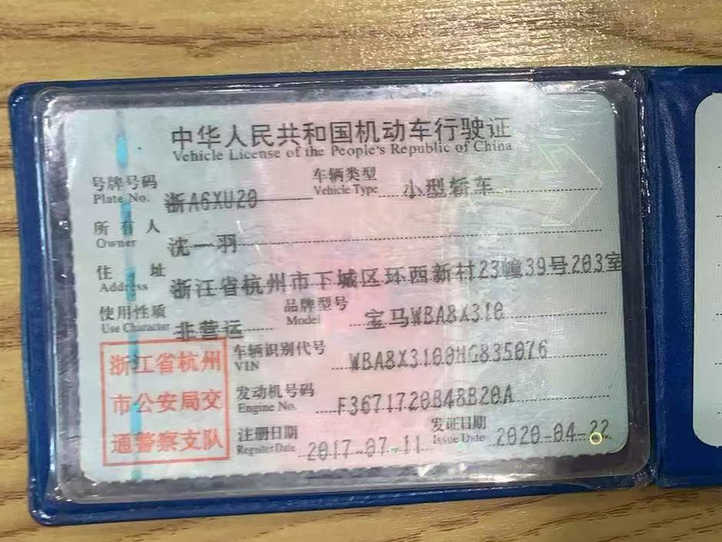 中华人民共和国机动车行驶证
Vehicle License of the People's Republic of China
号牌号码 浙A6XU20 车辆类型 小型轿车
Plate No. Vehicle Type
所有人 沈一羽
Owner
住址 浙江省杭州市下城区环西新村23幢39号203室
Address
使用性质 非营运 品牌型号 宝马WBA8X310
Use Character Model
浙江省杭州
市公安局交
通警察支队
车辆识别代号 WBA8X3100HG835076
VIN
发动机号码 F3671720B48B20A
Engine No.
注册日期 2017-07-11 发证日期 2020-04-22
Register Date Issue Date